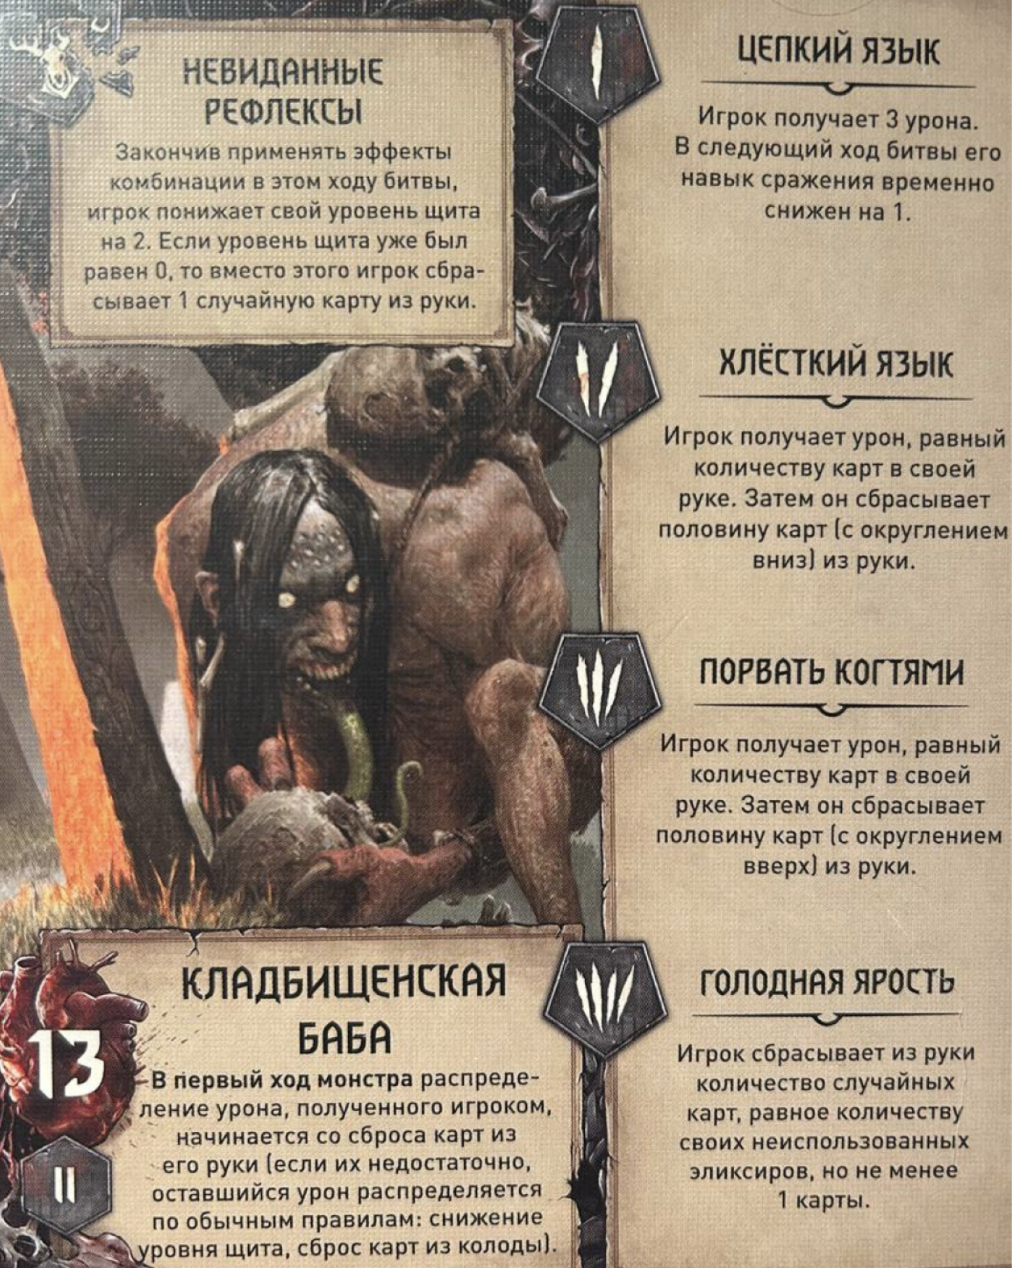 НЕВИДАННЫЕ
РЕФЛЕКСЫ
Закончив применять эффекты
комбинации в этом ходу битвы,
игрок понижает свой уровень щита
на 2. Если уровень щита уже был
равен 0, то вместо этого игрок сбра-
сывает 1 случайную карту из руки.
КЛАДБИЩЕНСКАЯ
БАБА
13
II
В первый ход монстра распреде-
ление урона, полученного игроком,
начинается со сброса карт из
его руки (если их недостаточно,
оставшийся урон распределяется
по обычным правилам: снижение
уровня щита, сброс карт из колоды).
ЦЕПКИЙ ЯЗЫК
Игрок получает 3 урона.
В следующий ход битвы его
навык сражения временно
снижен на 1.
ХЛЁСТКИЙ ЯЗЫК
Игрок получает урон, равный
количеству карт в своей
руке. Затем он сбрасывает
половину карт (с округлением
вниз) из руки.
ПОРВАТЬ КОГТЯМИ
Игрок получает урон, равный
количеству карт в своей
руке. Затем он сбрасывает
половину карт (с округлением
вверх) из руки.
ГОЛОДНАЯ ЯРОСТЬ
Игрок сбрасывает из руки
количество случайных
карт, равное количеству
своих неиспользованных
эликсиров, но не менее
1 карты.